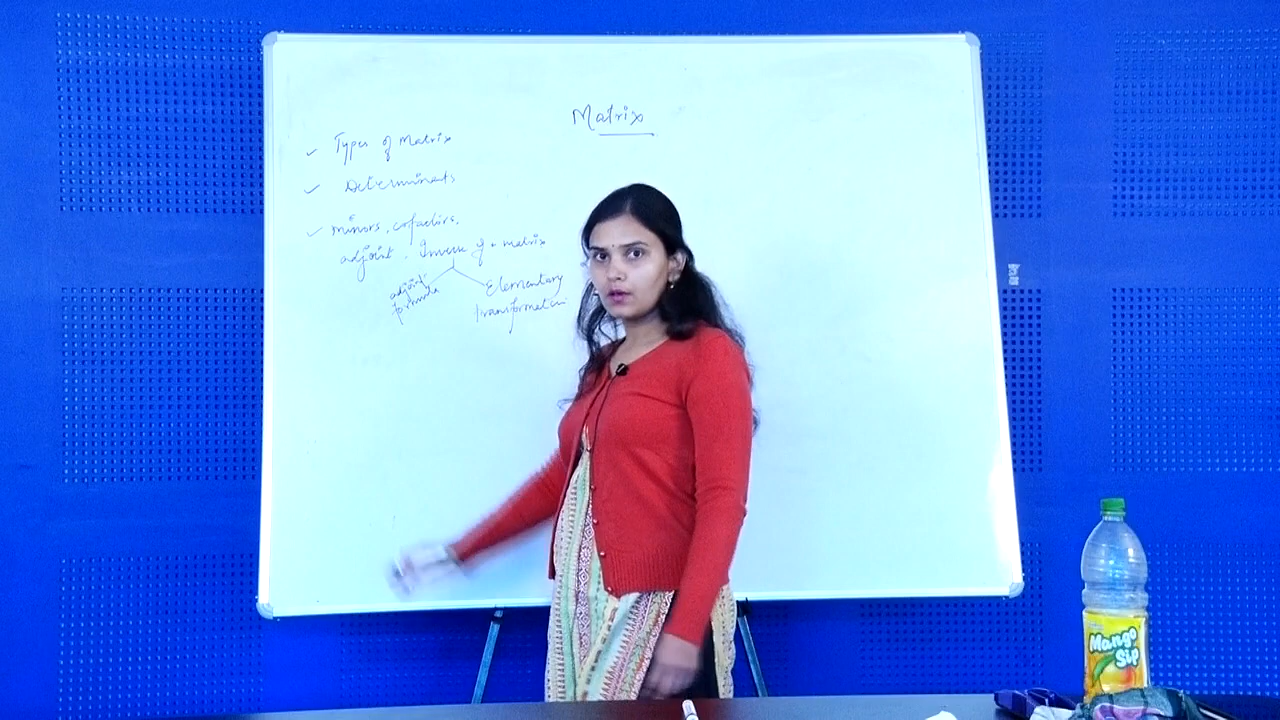 Matrix
Types of Matrix
Determinants
minors, cofactors,
adjoint, Inverse of a matrix
adjoint
formula
Elementary
transformation
Mango
Sip